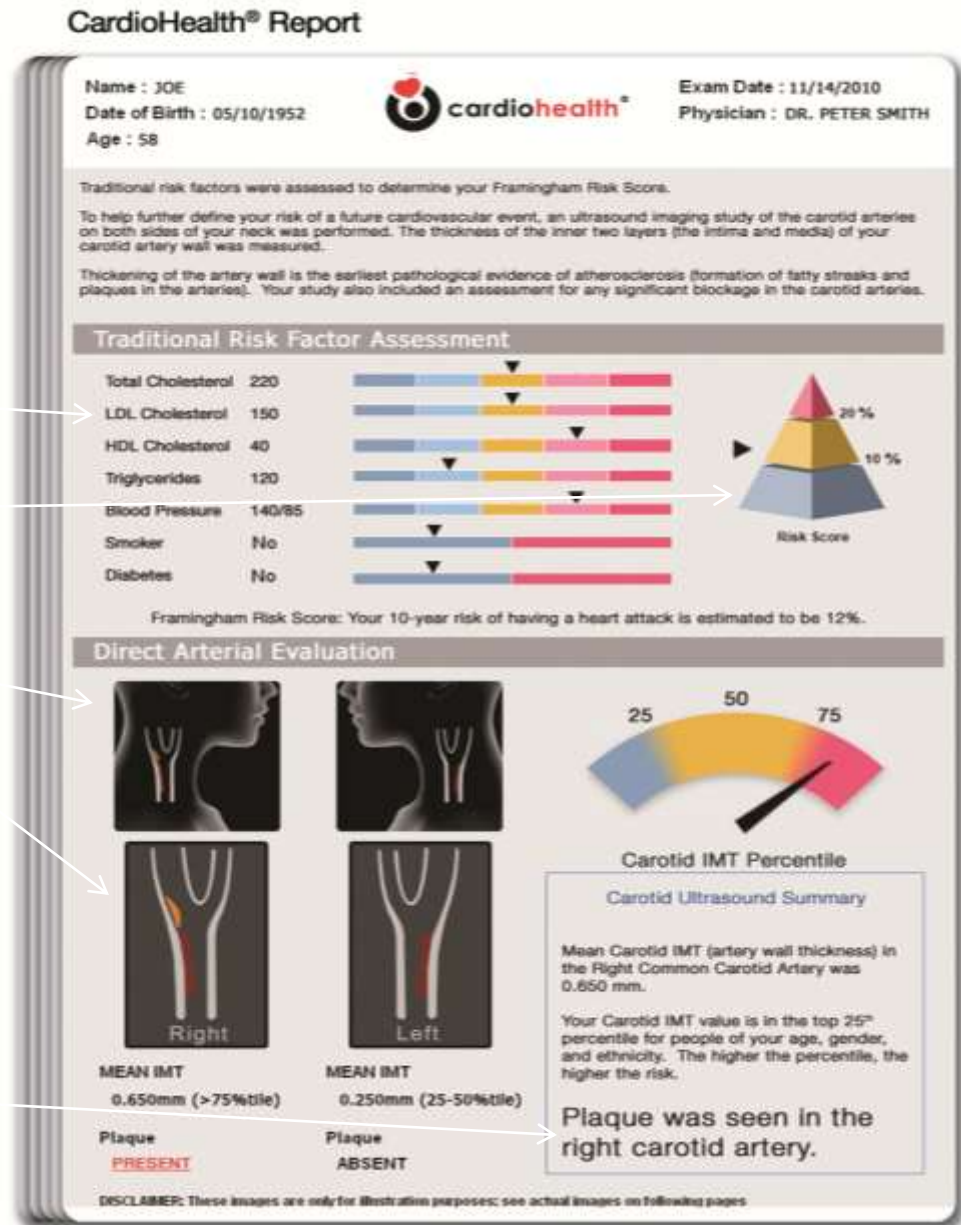 CardioHealth® Report
Name : JOE
Date of Birth : 05/10/1952
Age : 58
cardiohealth®
Exam Date : 11/14/2010
Physician : DR. PETER SMITH
Traditional risk factors were assessed to determine your Framingham Risk Score.
To help further define your risk of a future cardiovascular event, an ultrasound imaging study of the carotid arteries
on both sides of your neck was performed. The thickness of the inner two layers (the intima and media) of your
carotid artery wall was measured.
Thickening of the artery wall is the earliest pathological evidence of atherosclerosis (formation of fatty streaks and
plaques in the arteries). Your study also included an assessment for any significant blockage in the carotid arteries.
Traditional Risk Factor Assessment
Total Cholesterol 220
LDL Cholesterol 150
HDL Cholesterol 40
Triglycerides 120
Blood Pressure 140/85
Smoker No
Diabetes No
20 %
10 %
Risk Score
Framingham Risk Score: Your 10-year risk of having a heart attack is estimated to be 12%.
Direct Arterial Evaluation
Right
Left
MEAN IMT
0.650mm (>75%tile)
Plaque
PRESENT
MEAN IMT
0.250mm (25-50%tile)
Plaque
ABSENT
25
50
75
Carotid IMT Percentile
Carotid Ultrasound Summary
Mean Carotid IMT (artery wall thickness) in
the Right Common Carotid Artery was
0.650 mm.
Your Carotid IMT value is in the top 25th
percentile for people of your age, gender,
and ethnicity. The higher the percentile, the
higher the risk.
Plaque was seen in the
right carotid artery.
DISCLAIMER: These images are only for illustration purposes; see actual images on following pages